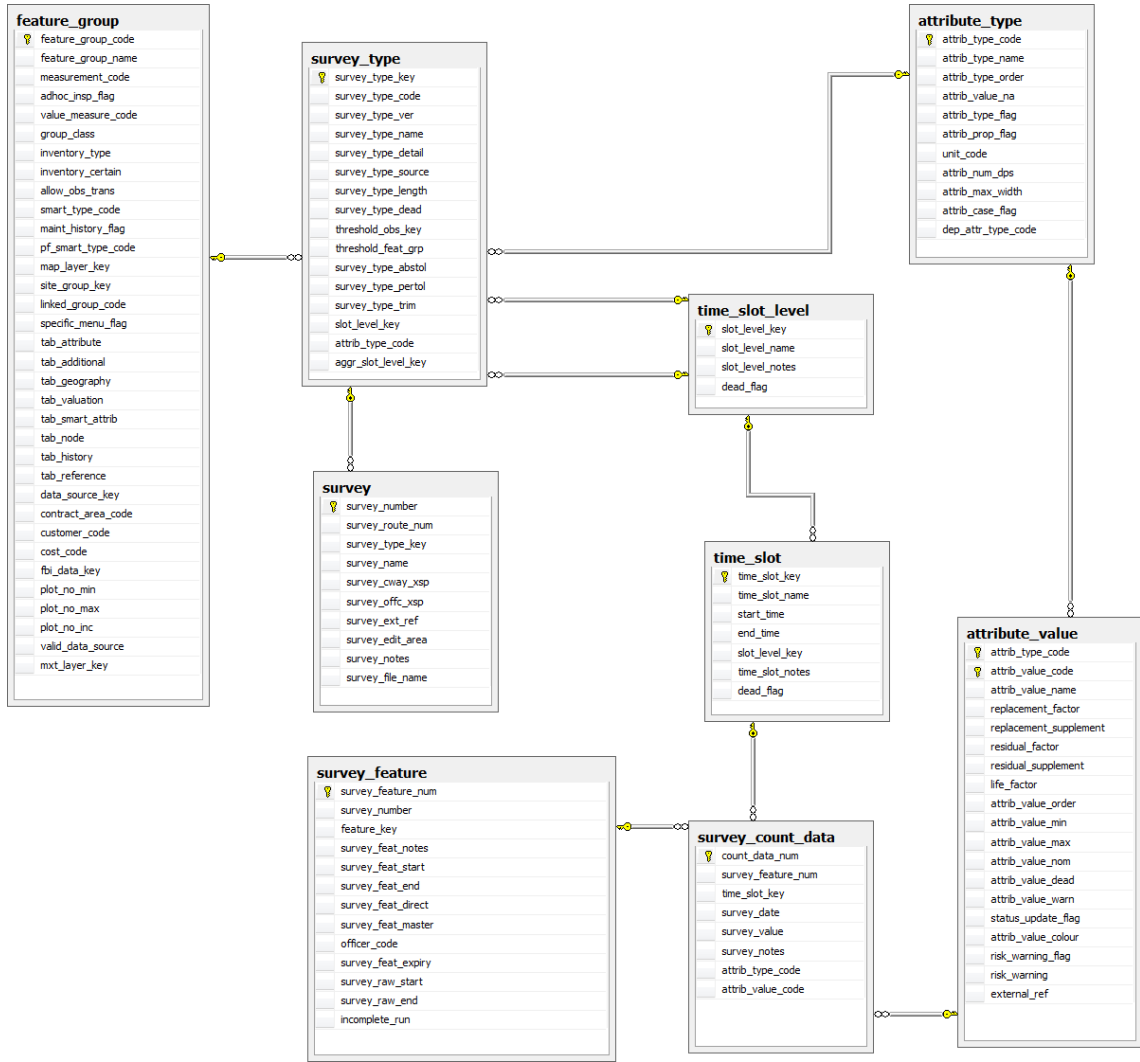 feature_group
feature_group_code
feature_group_name
measurement_code
adhoc_insp_flag
value_measure_code
group_class
inventory_type
inventory_certain
allow_obs_trans
smart_type_code
maint_history_flag
pf_smart_type_code
map_layer_key
site_group_key
linked_group_code
specific_menu_flag
tab_attribute
tab_additional
tab_geography
tab_valuation
tab_smart_attrib
tab_node
tab_history
tab_reference
data_source_key
contract_area_code
customer_code
cost_code
fbi_data_key
plot_no_min
plot_no_max
plot_no_inc
valid_data_source
mxt_layer_key
survey_type
survey_type_key
survey_type_code
survey_type_ver
survey_type_name
survey_type_detail
survey_type_source
survey_type_length
survey_type_dead
threshold_obs_key
threshold_feat_grp
survey_type_abstol
survey_type_pertol
survey_type_trim
slot_level_key
attrib_type_code
aggr_slot_level_key
attribute_type
attrib_type_code
attrib_type_name
attrib_type_order
attrib_value_na
attrib_type_flag
attrib_prop_flag
unit_code
attrib_num_dps
attrib_max_width
attrib_case_flag
dep_attr_type_code
time_slot_level
slot_level_key
slot_level_name
slot_level_notes
dead_flag
survey
survey_number
survey_route_num
survey_type_key
survey_name
survey_cway_xsp
survey_offc_xsp
survey_ext_ref
survey_edit_area
survey_notes
survey_file_name
time_slot
time_slot_key
time_slot_name
start_time
end_time
slot_level_key
time_slot_notes
dead_flag
attribute_value
attrib_type_code
attrib_value_code
attrib_value_name
replacement_factor
replacement_supplement
residual_factor
residual_supplement
life_factor
attrib_value_order
attrib_value_min
attrib_value_max
attrib_value_nom
attrib_value_dead
attrib_value_warn
status_update_flag
attrib_value_colour
risk_warning_flag
risk_warning
external_ref
survey_feature
survey_feature_num
survey_number
feature_key
survey_feat_notes
survey_feat_start
survey_feat_end
survey_feat_direct
survey_feat_master
officer_code
survey_feat_expiry
survey_raw_start
survey_raw_end
incomplete_run
survey_count_data
count_data_num
survey_feature_num
time_slot_key
survey_date
survey_value
survey_notes
attrib_type_code
attrib_value_code